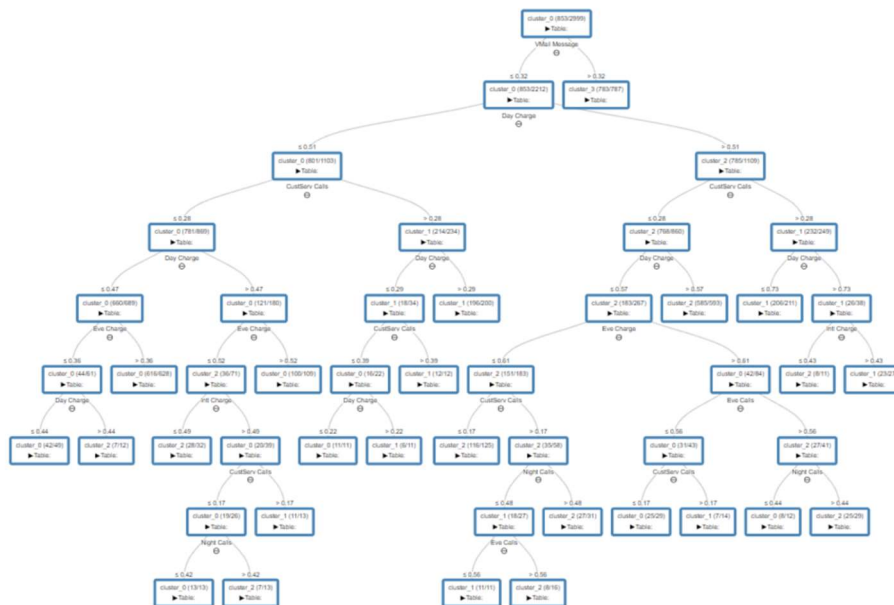 cluster_0 (853/2999)
▶Table:
VMail Message
≤ 0.32
> 0.32
cluster_0 (853/2212)
▶Table:
cluster_3 (783/787)
▶Table:
Day Charge
≤ 0.51
> 0.51
cluster_0 (801/1103)
▶Table:
cluster_2 (785/1109)
▶Table:
CustServ Calls
CustServ Calls
≤ 0.28
> 0.28
≤ 0.28
> 0.28
cluster_0 (781/869)
▶Table:
cluster_1 (214/234)
▶Table:
cluster_2 (768/860)
▶Table:
cluster_1 (232/249)
▶Table:
Day Charge
Day Charge
Day Charge
Day Charge
≤ 0.47
> 0.47
≤ 0.29
> 0.29
≤ 0.57
> 0.57
≤ 0.73
> 0.73
cluster_0 (660/689)
▶Table:
cluster_0 (121/180)
▶Table:
cluster_1 (18/34)
▶Table:
cluster_1 (196/200)
▶Table:
cluster_2 (183/267)
▶Table:
cluster_2 (585/593)
▶Table:
cluster_1 (206/211)
▶Table:
cluster_1 (26/38)
▶Table:
Eve Charge
Eve Charge
CustServ Calls
Eve Charge
Intl Charge
≤ 0.36
> 0.36
≤ 0.52
> 0.52
≤ 0.39
> 0.39
≤ 0.61
> 0.61
≤ 0.43
> 0.43
cluster_0 (44/61)
▶Table:
cluster_0 (616/628)
▶Table:
cluster_2 (36/71)
▶Table:
cluster_0 (100/109)
▶Table:
cluster_0 (16/22)
▶Table:
cluster_1 (12/12)
▶Table:
cluster_2 (151/183)
▶Table:
cluster_0 (42/84)
▶Table:
cluster_2 (8/11)
▶Table:
▶Table:
Day Charge
Intl Charge
Day Charge
CustServ Calls
Eve Calls
≤ 0.44
> 0.44
≤ 0.49
> 0.49
≤ 0.22
> 0.22
≤ 0.17
> 0.17
≤ 0.56
> 0.56
cluster_0 (42/49)
▶Table:
cluster_2 (7/12)
▶Table:
cluster_2 (28/32)
▶Table:
cluster_0 (20/39)
▶Table:
cluster_0 (11/11)
▶Table:
cluster_1 (6/11)
▶Table:
cluster_2 (116/125)
▶Table:
cluster_2 (35/58)
▶Table:
cluster_0 (31/43)
▶Table:
cluster_2 (27/41)
▶Table:
CustServ Calls
Night Calls
CustServ Calls
Night Calls
≤ 0.17
> 0.17
≤ 0.48
> 0.48
≤ 0.17
> 0.17
≤ 0.44
> 0.44
cluster_0 (19/26)
▶Table:
cluster_1 (11/13)
▶Table:
cluster_1 (18/27)
▶Table:
cluster_2 (27/31)
▶Table:
cluster_0 (25/29)
▶Table:
cluster_1 (7/14)
▶Table:
cluster_0 (8/12)
▶Table:
cluster_2 (25/29)
▶Table:
Night Calls
Eve Calls
≤ 0.42
> 0.42
≤ 0.56
> 0.56
cluster_0 (13/13)
▶Table:
cluster_2 (7/13)
▶Table:
cluster_1 (11/11)
▶Table:
cluster_2 (8/16)
▶Table: